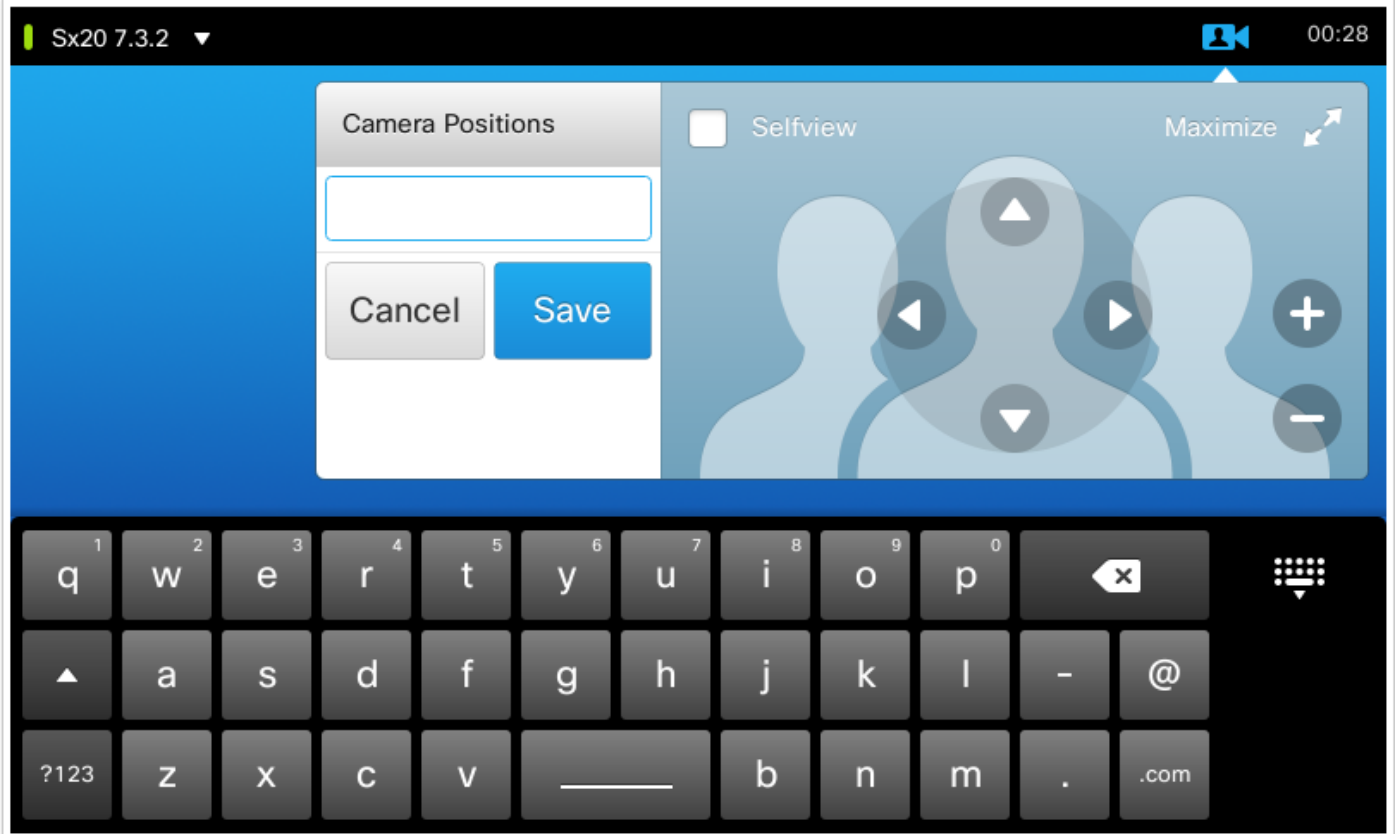 Sx20 7.3.2 00:28
Camera Positions
Selfview Maximize
Cancel Save
1 2 3 4 5 6 7 8 9 0
q w e r t y u i o p
a s d f g h j k l - @
?123 z x c v b n m . .com